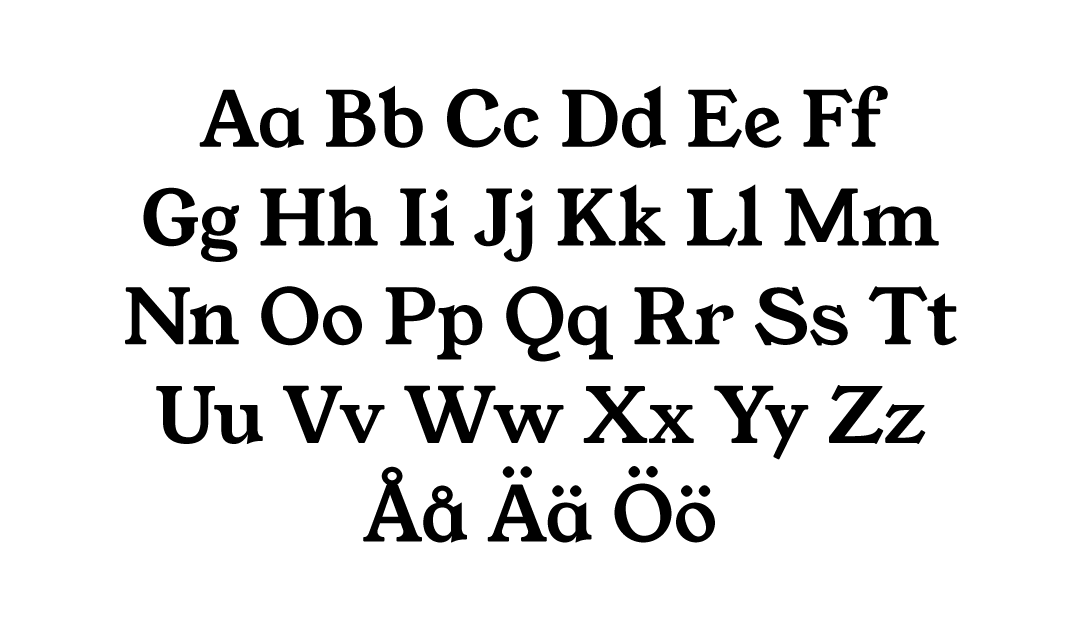 Aa Bb Cc Dd Ee Ff
Gg Hh Ii Jj Kk Ll Mm
Nn Oo Pp Qq Rr Ss Tt
Uu Vv Ww Xx Yy Zz
Åå Ää Öö